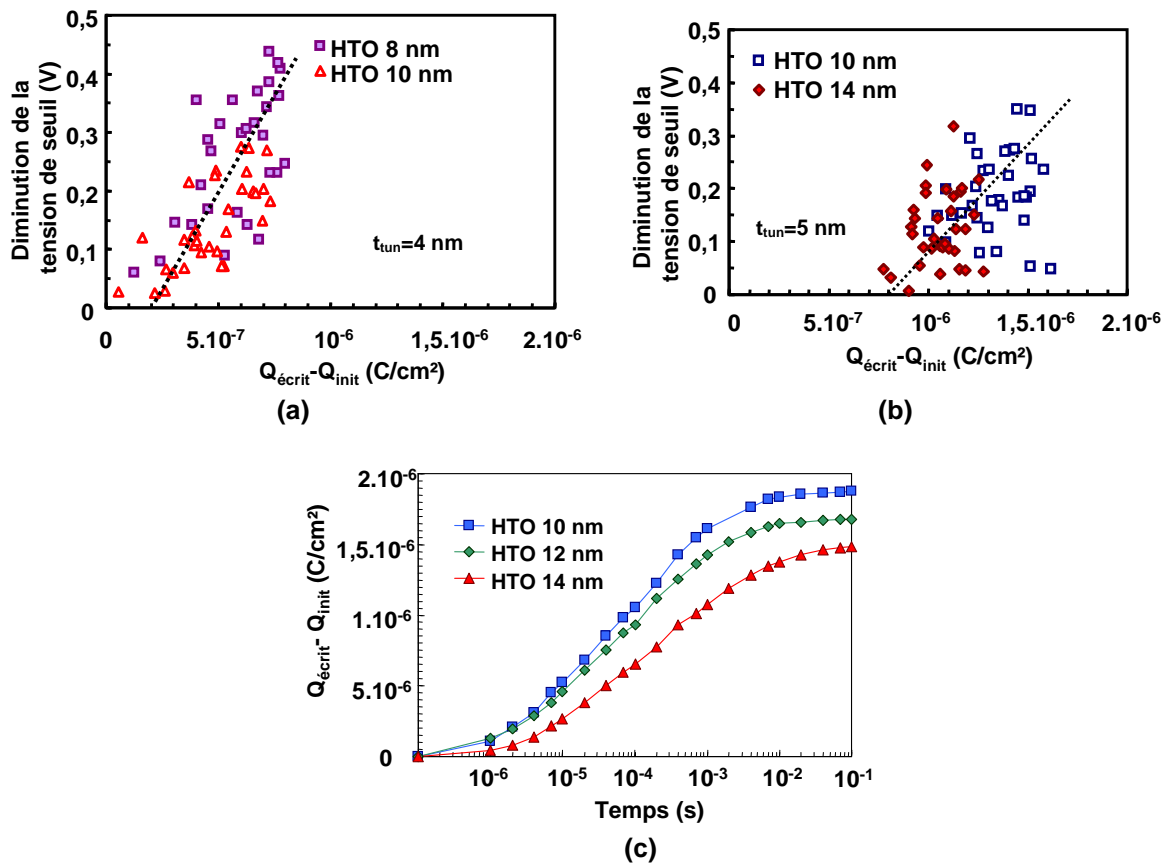 Diminution de la
tension de seuil (V)
0,5
0,4
0,3
0,2
0,1
0
HTO 8 nm
HTO 10 nm
t_tun=4 nm
0 5.10⁻⁷ 10⁻⁶ 1,5.10⁻⁶ 2.10⁻⁶
Qécrit-Qinit (C/cm²)
(a)
Diminution de la
tension de seuil (V)
0,5
0,4
0,3
0,2
0,1
0
HTO 10 nm
HTO 14 nm
t_tun=5 nm
0 5.10⁻⁷ 10⁻⁶ 1,5.10⁻⁶ 2.10⁻⁶
Qécrit-Qinit (C/cm²)
(b)
Qécrit- Qinit (C/cm²)
2.10⁻⁶
1,5.10⁻⁶
1.10⁻⁶
5.10⁻⁶
0
HTO 10 nm
HTO 12 nm
HTO 14 nm
10⁻⁶ 10⁻⁵ 10⁻⁴ 10⁻³ 10⁻² 10⁻¹
Temps (s)
(c)